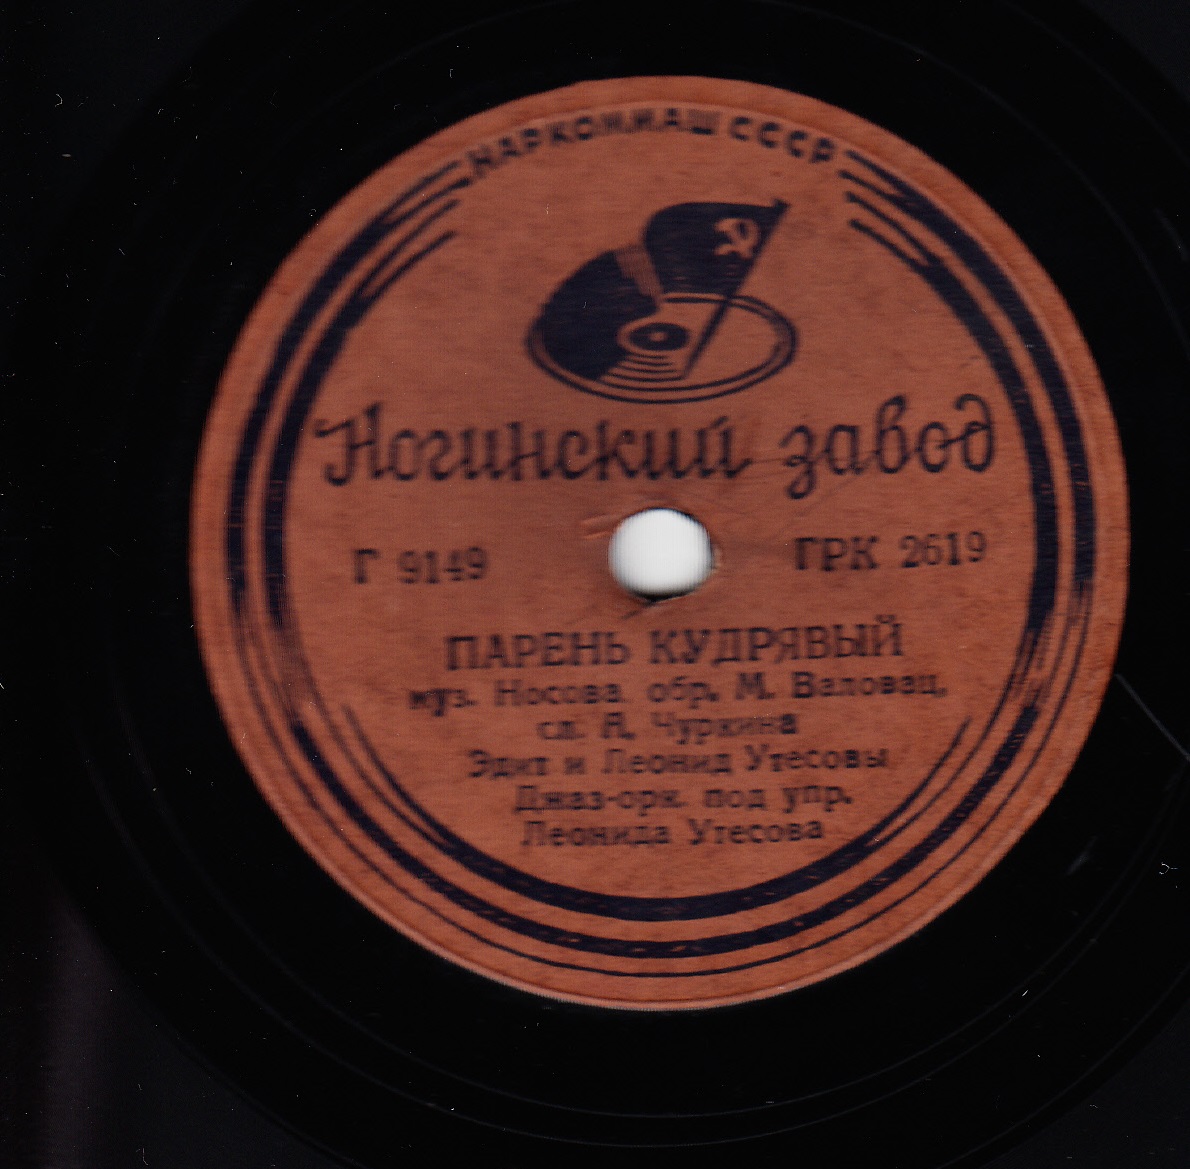 НАРКОММАШ СССР
Ногинский завод
Г 9149
ГРК 2619
ПАРЕНЬ КУДРЯВЫЙ
муз. Носова, обр. М. Валовац,
сл. А. Чуркина
Эдит и Леонид Утесовы
Джаз-орк. под упр.
Леонида Утесова